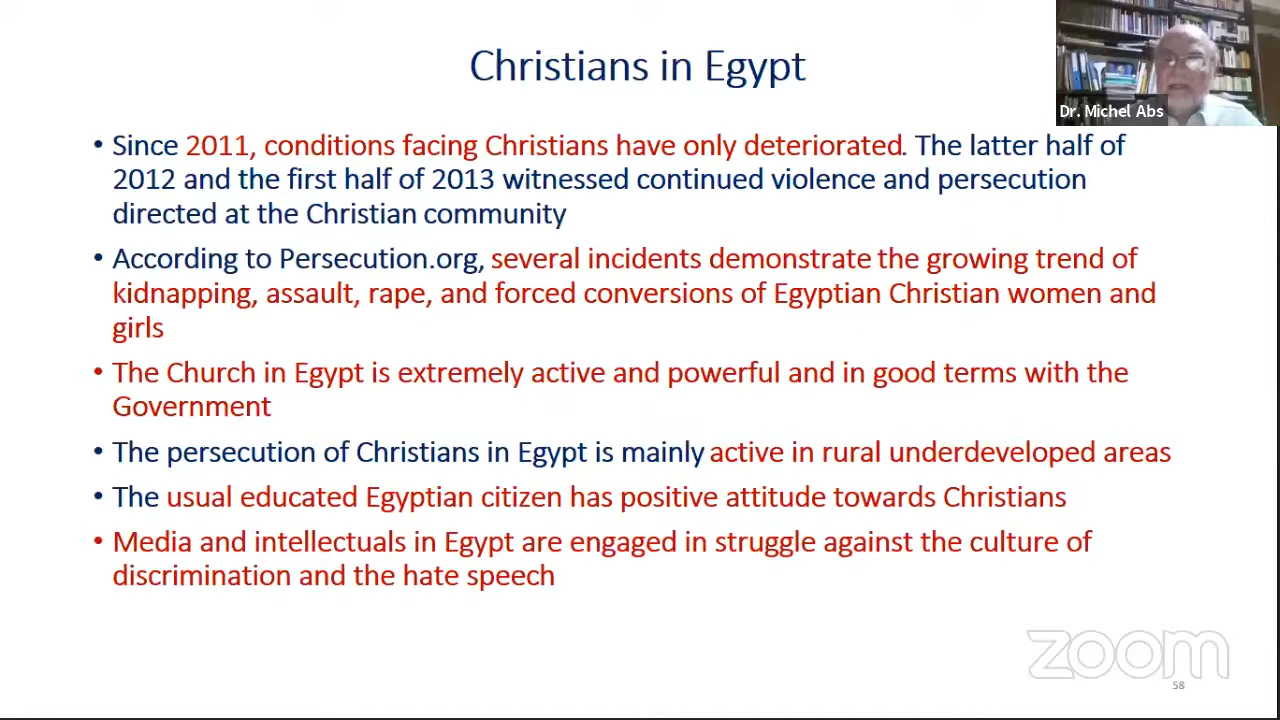 Christians in Egypt
Dr. Michel Abs
• Since 2011, conditions facing Christians have only deteriorated. The latter half of
2012 and the first half of 2013 witnessed continued violence and persecution
directed at the Christian community
• According to Persecution.org, several incidents demonstrate the growing trend of
kidnapping, assault, rape, and forced conversions of Egyptian Christian women and
girls
• The Church in Egypt is extremely active and powerful and in good terms with the
Government
• The persecution of Christians in Egypt is mainly active in rural underdeveloped areas
• The usual educated Egyptian citizen has positive attitude towards Christians
• Media and intellectuals in Egypt are engaged in struggle against the culture of
discrimination and the hate speech
zoom
58